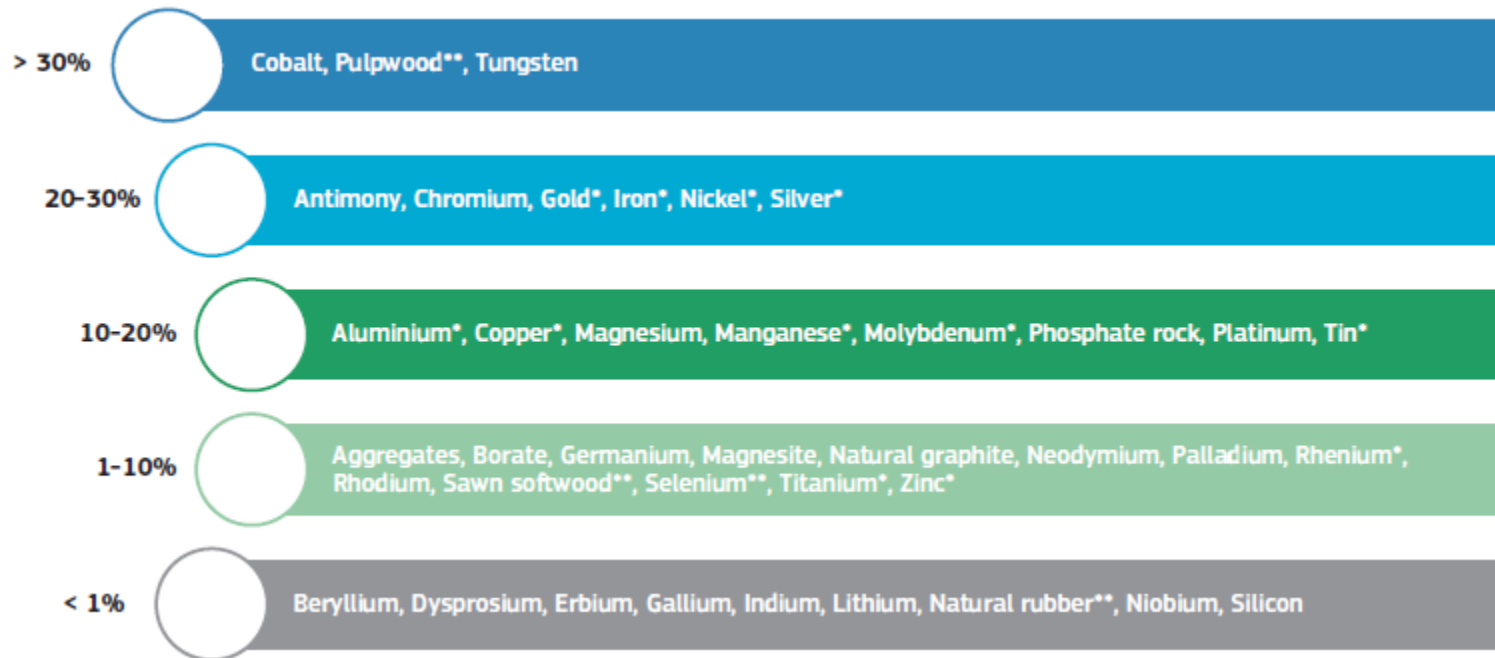 > 30%
Cobalt, Pulpwood**, Tungsten
20-30%
Antimony, Chromium, Gold*, Iron*, Nickel*, Silver*
10-20%
Aluminium*, Copper*, Magnesium, Manganese*, Molybdenum*, Phosphate rock, Platinum, Tin*
1-10%
Aggregates, Borate, Germanium, Magnesite, Natural graphite, Neodymium, Palladium, Rhenium*,
Rhodium, Sawn softwood**, Selenium**, Titanium*, Zinc*
< 1%
Beryllium, Dysprosium, Erbium, Gallium, Indium, Lithium, Natural rubber**, Niobium, Silicon